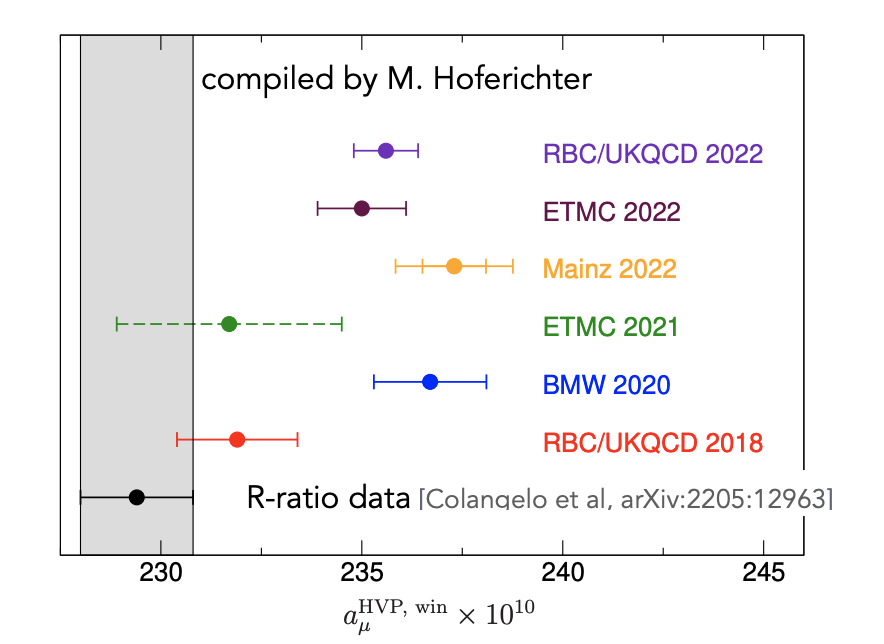 compiled by M. Hoferichter
RBC/UKQCD 2022
ETMC 2022
Mainz 2022
ETMC 2021
BMW 2020
RBC/UKQCD 2018
R-ratio data [Colangelo et al, arXiv:2205:12963]
230 235 240 245
a_μ^{HVP, win} × 10^{10}